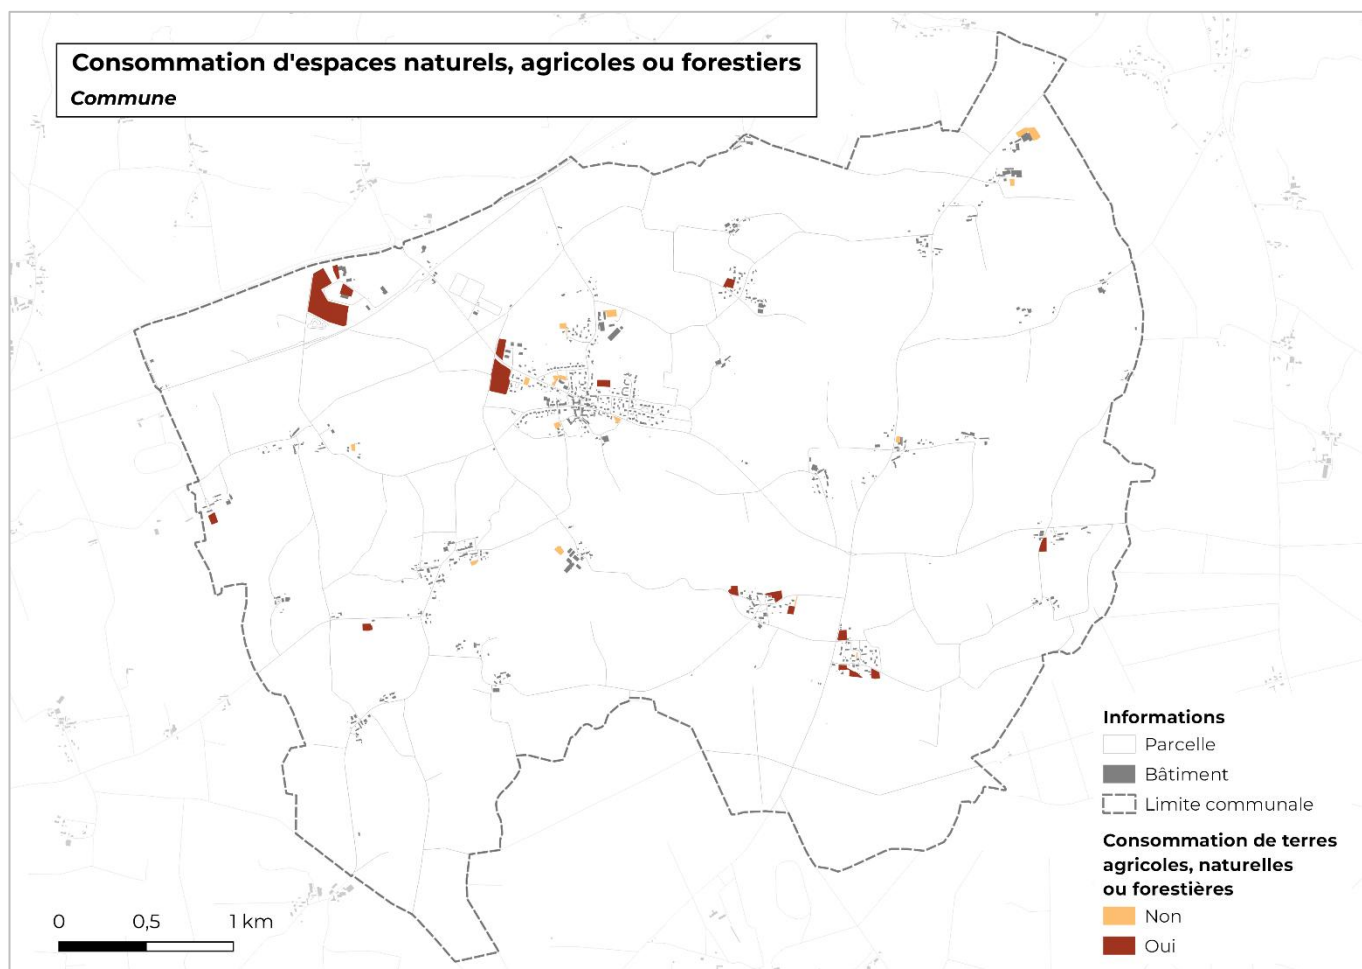 Consommation d'espaces naturels, agricoles ou forestiers
Commune
Informations
Parcelle
Bâtiment
Limite communale
Consommation de terres
agricoles, naturelles
ou forestières
Non
Oui
0 0,5 1 km